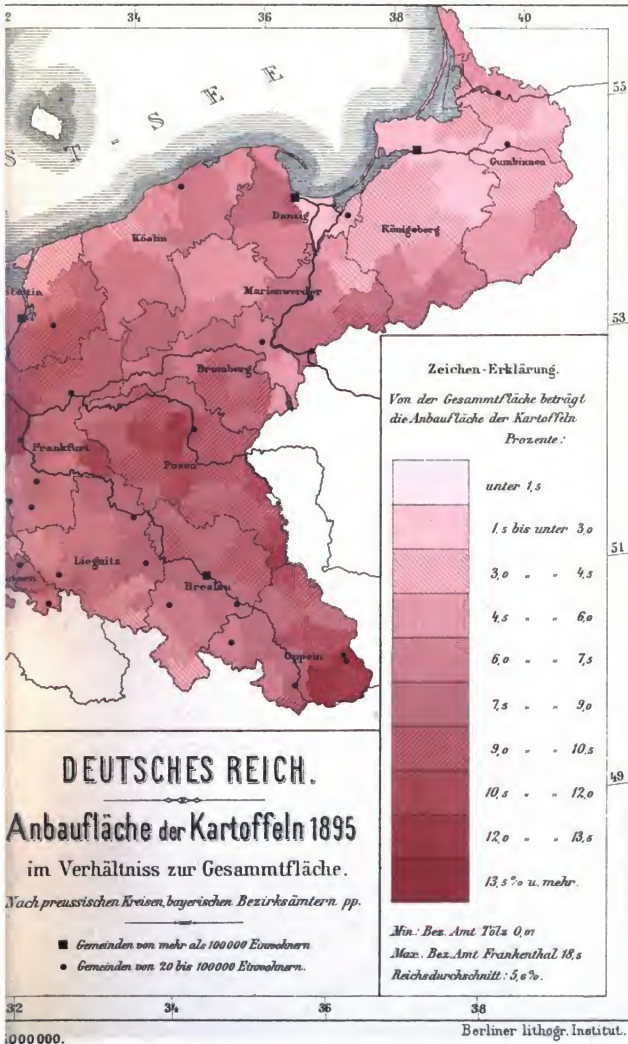 2 34 36 38 40
55
53
51
49
S T - S E E
Gumbinnen
Danzig
Königsberg
Köslin
Marienwerder
Bromberg
Frankfurt
Posen
Liegnitz
Breslau
Oppeln
Zeichen-Erklärung.
Von der Gesammtfläche beträgt
die Anbaufläche der Kartoffeln
Prozente:
unter 1,5
1,5 bis unter 3,0
3,0 " " 4,5
4,5 " " 6,0
6,0 " " 7,5
7,5 " " 9,0
9,0 " " 10,5
10,5 " " 12,0
12,0 " " 13,5
13,5 % u. mehr.
Min.: Bez. Amt Tölz 0,01
Max.: Bez. Amt Frankenthal 18,5
Reichsdurchschnitt: 5,6 %.
DEUTSCHES REICH.
Anbaufläche der Kartoffeln 1895
im Verhältniss zur Gesammtfläche.
Nach preussischen Kreisen, bayerischen Bezirksämtern pp.
Gemeinden von mehr als 100000 Einwohnern
Gemeinden von 20 bis 100000 Einwohnern.
32 34 36 38
000000.
Berliner lithogr. Institut.